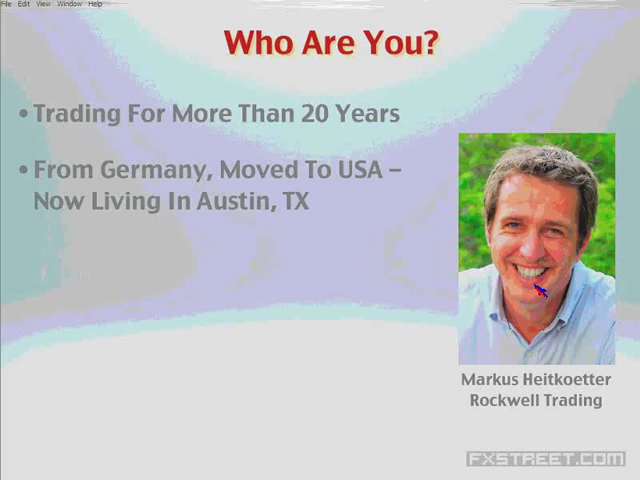 File Edit View Window Help
Who Are You?
• Trading For More Than 20 Years
• From Germany, Moved To USA –
Now Living In Austin, TX
Markus Heitkoetter
Rockwell Trading
FXSTREET.COM